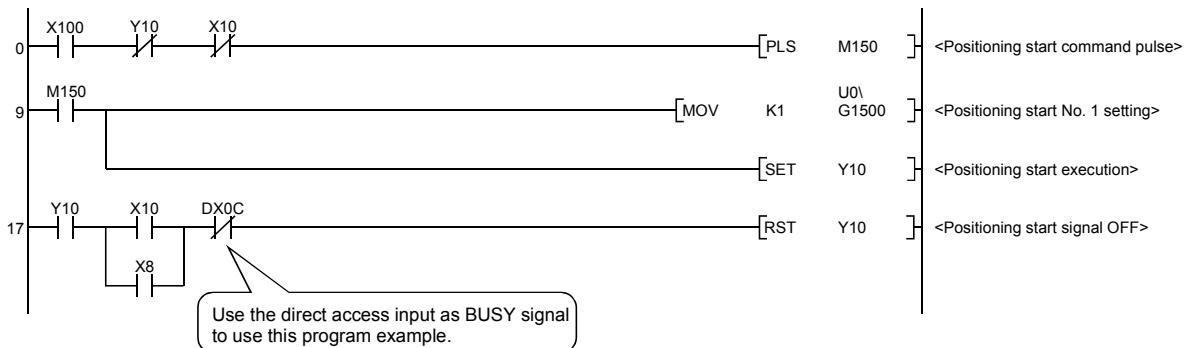 X100 Y10 X10
0 PLS M150 <Positioning start command pulse>
M150
9 MOV K1 U0\
G1500 <Positioning start No. 1 setting>
SET Y10 <Positioning start execution>
Y10 X10 DX0C
17 RST Y10 <Positioning start signal OFF>
X8
Use the direct access input as BUSY signal
to use this program example.